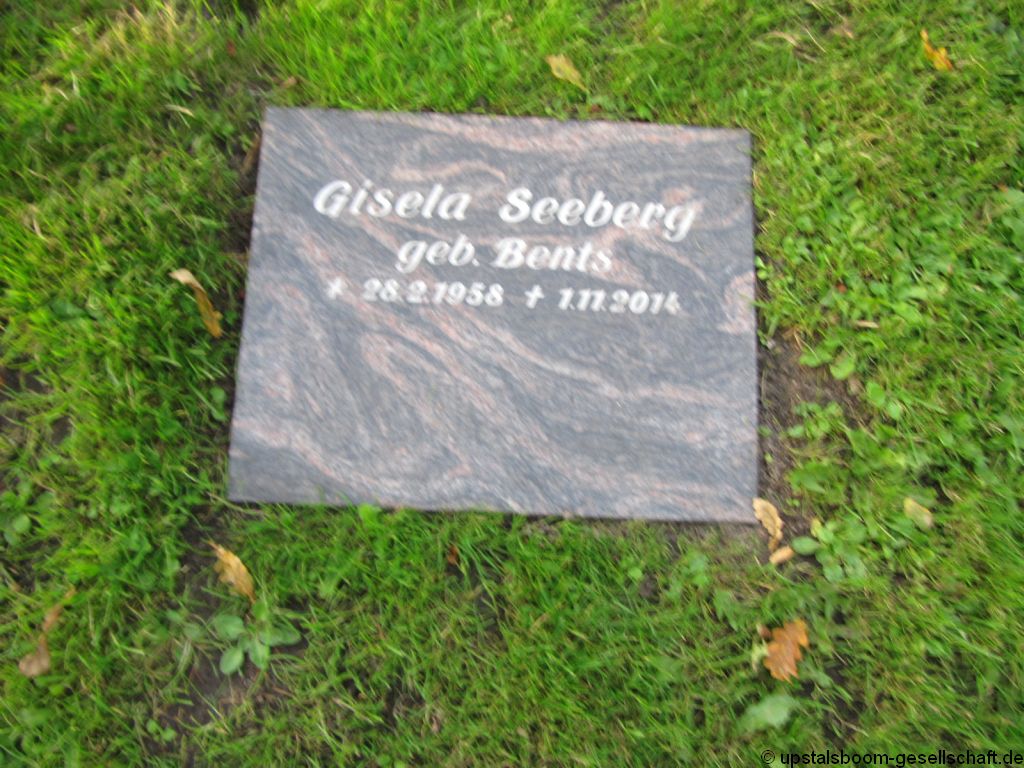 Gisela Seeberg
geb. Bents
* 28.2.1958 † 1.11.2014
© upstalsboom-gesellschaft.de